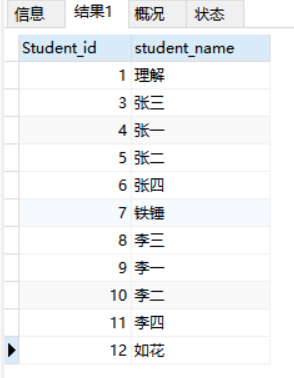 信息 结果1 概况 状态
Student_id student_name
1 理解
3 张三
4 张一
5 张二
6 张四
7 铁锤
8 李三
9 李一
10 李二
11 李四
12 如花